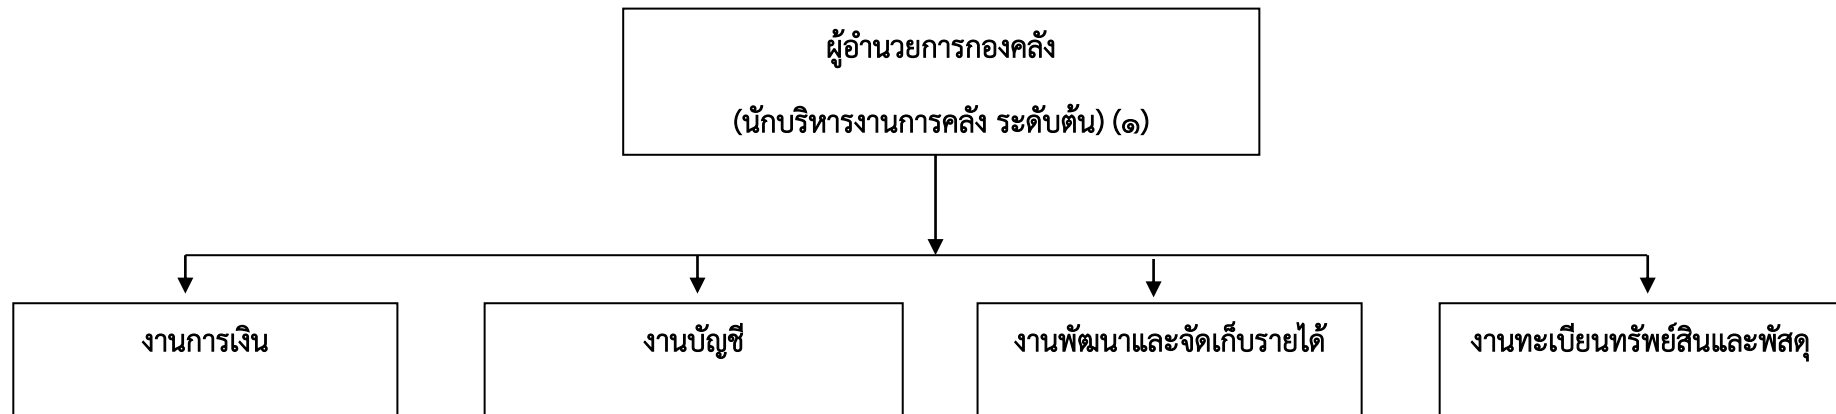 ผู้อำนวยการกองคลัง
(นักบริหารงานการคลัง ระดับต้น) (๑)
งานการเงิน
งานบัญชี
งานพัฒนาและจัดเก็บรายได้
งานทะเบียนทรัพย์สินและพัสดุ